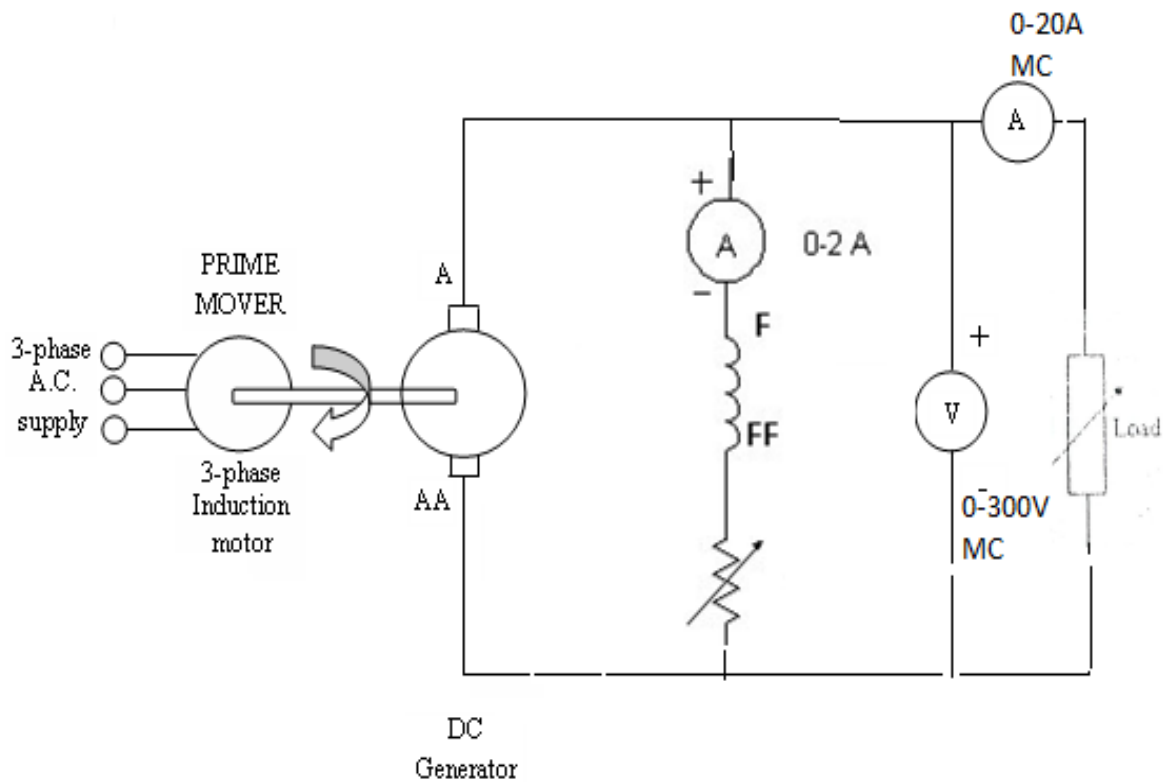 0-20A
MC
A
+
A
0-2 A
-
PRIME
MOVER
A
F
3-phase
A.C.
supply
+
V
Load
FF
3-phase
Induction
motor
AA
-
0-300V
MC
DC
Generator